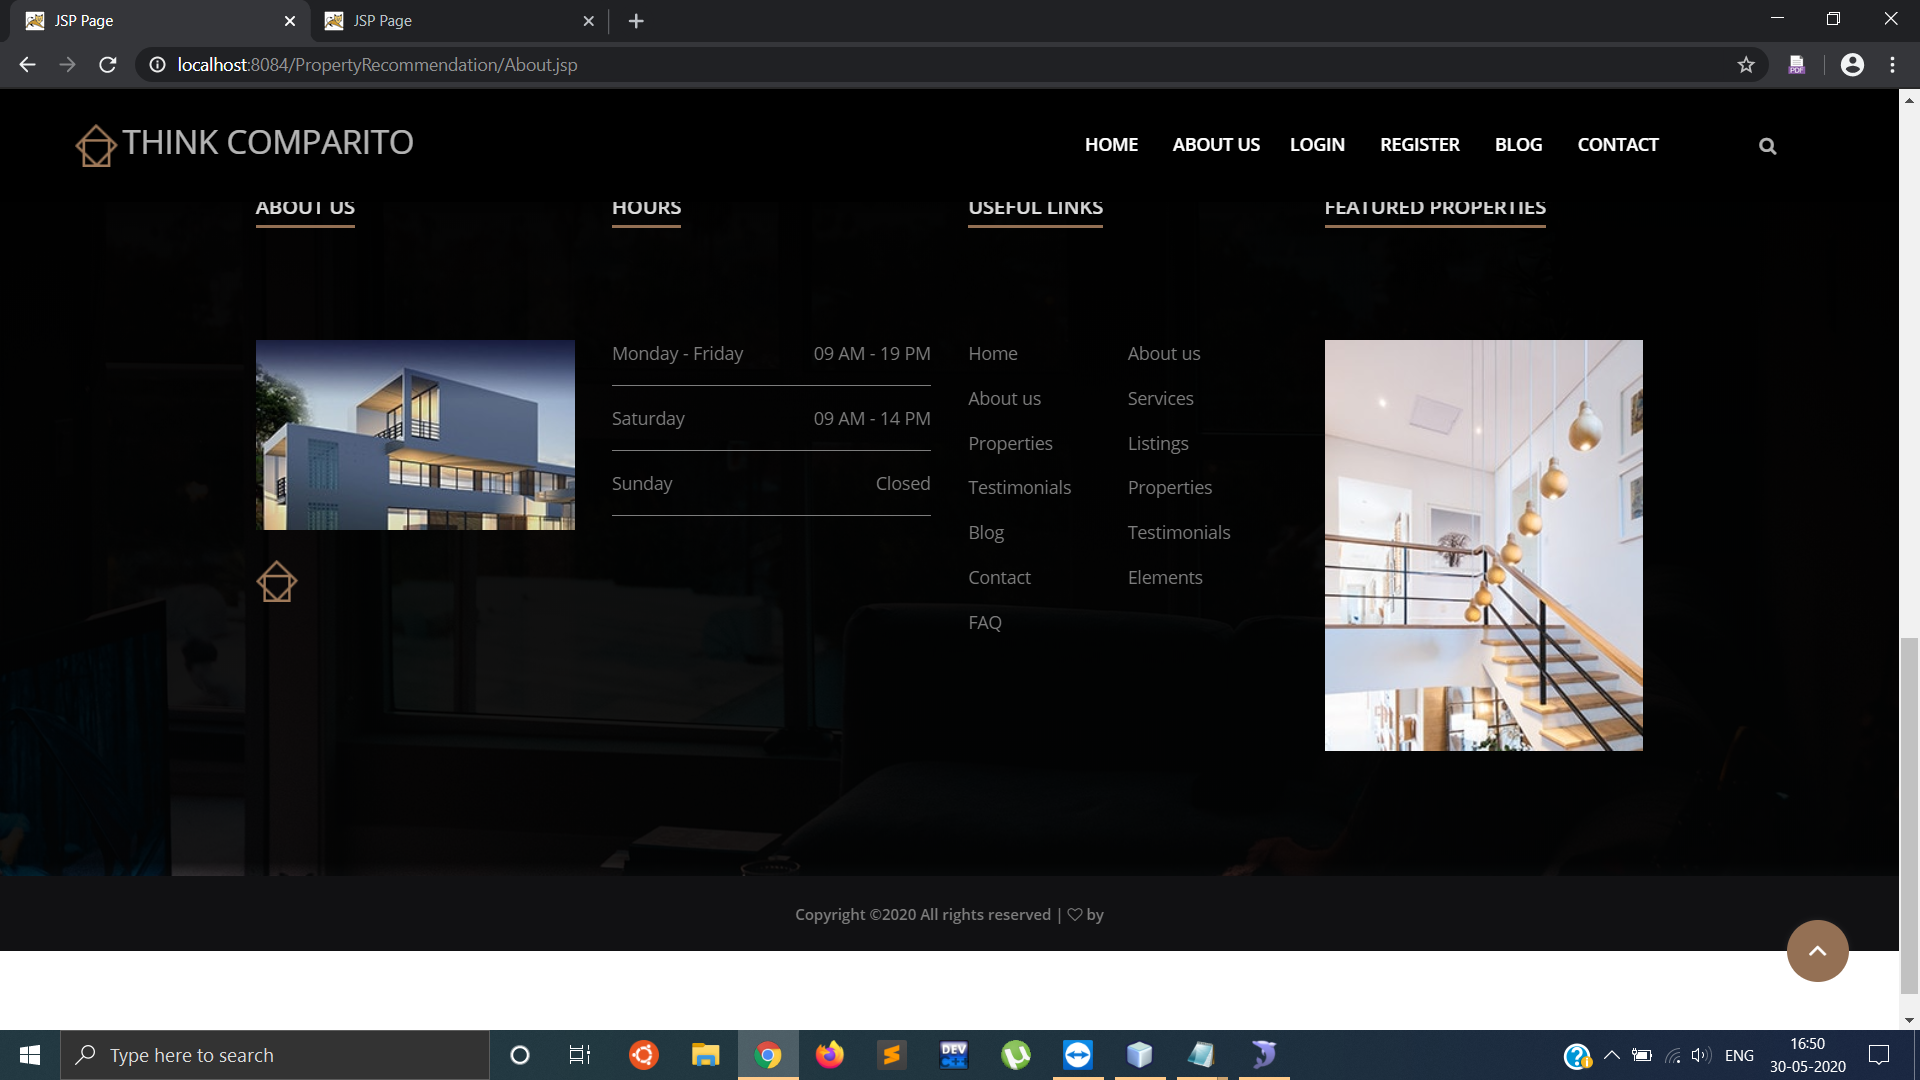 JSP Page
JSP Page
localhost:8084/PropertyRecommendation/About.jsp
PDF
THINK COMPARITO
HOME ABOUT US LOGIN REGISTER BLOG CONTACT
ABOUT US
HOURS
Monday - Friday 09 AM - 19 PM
Saturday 09 AM - 14 PM
Sunday Closed
USEFUL LINKS
Home
About us
Properties
Testimonials
Blog
Contact
FAQ
About us
Services
Listings
Properties
Testimonials
Elements
FEATURED PROPERTIES
Copyright ©2020 All rights reserved | ♡ by
Type here to search
DEV
C++
ENG
16:50
30-05-2020